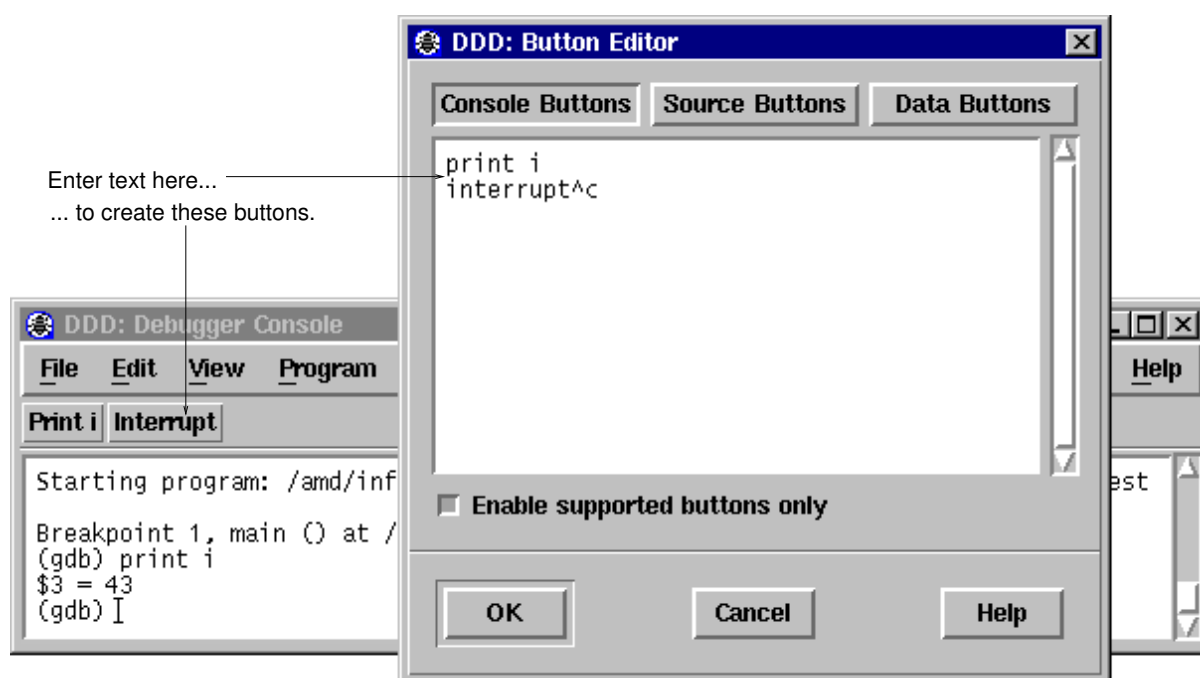 DDD: Button Editor
Console Buttons Source Buttons Data Buttons
print i
interrupt^c
Enter text here...
... to create these buttons.
DDD: Debugger Console
File Edit View Program Help
Print i Interrupt
Starting program: /amd/inf est
Breakpoint 1, main () at /
(gdb) print i
$3 = 43
(gdb)
Enable supported buttons only
OK Cancel Help